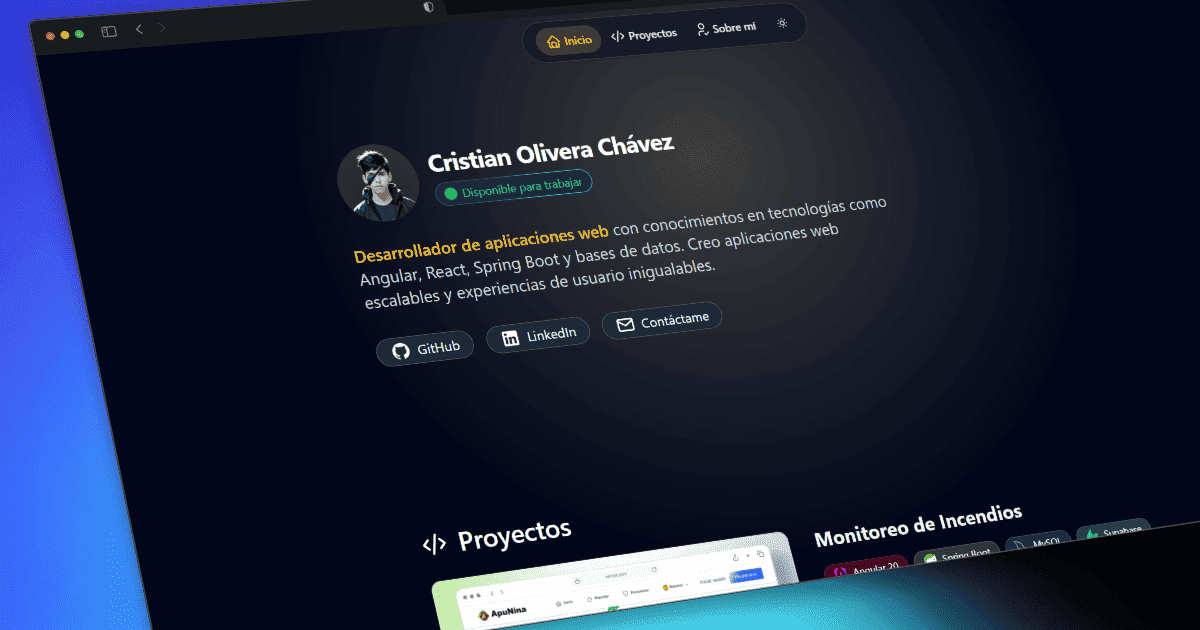 Inicio
Proyectos
Sobre mí
Cristian Olivera Chávez
Disponible para trabajar
Desarrollador de aplicaciones web con conocimientos en tecnologías como
Angular, React, Spring Boot y bases de datos. Creo aplicaciones web
escalables y experiencias de usuario inigualables.
GitHub
LinkedIn
Contáctame
Proyectos
Monitoreo de Incendios
Angular 20
Spring Boot
MySQL
Supabase
ApuNina